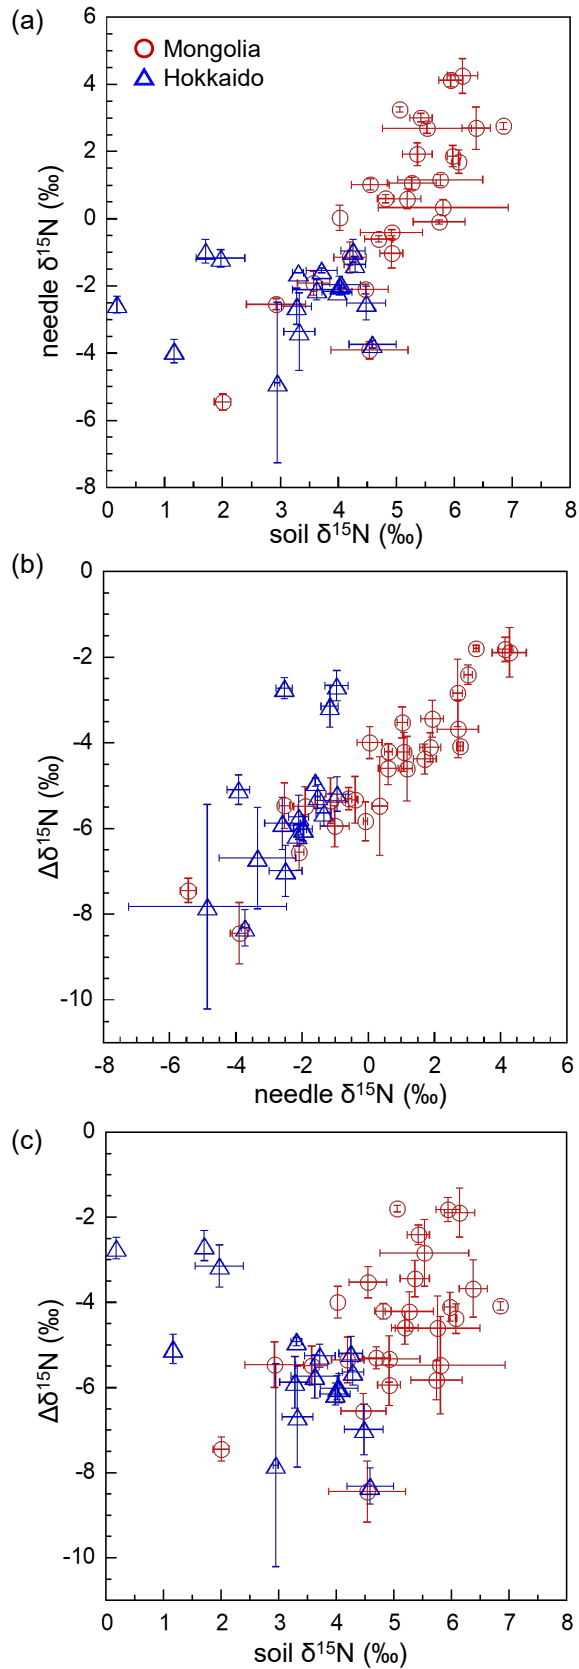 (a)
6
4
2
0
-2
-4
-6
-8
Mongolia
Hokkaido
needle δ¹⁵N (‰)
0 1 2 3 4 5 6 7 8
soil δ¹⁵N (‰)
(b)
0
-2
-4
-6
-8
-10
Δδ¹⁵N (‰)
-8 -6 -4 -2 0 2 4 6
needle δ¹⁵N (‰)
(c)
0
-2
-4
-6
-8
-10
Δδ¹⁵N (‰)
0 1 2 3 4 5 6 7 8
soil δ¹⁵N (‰)